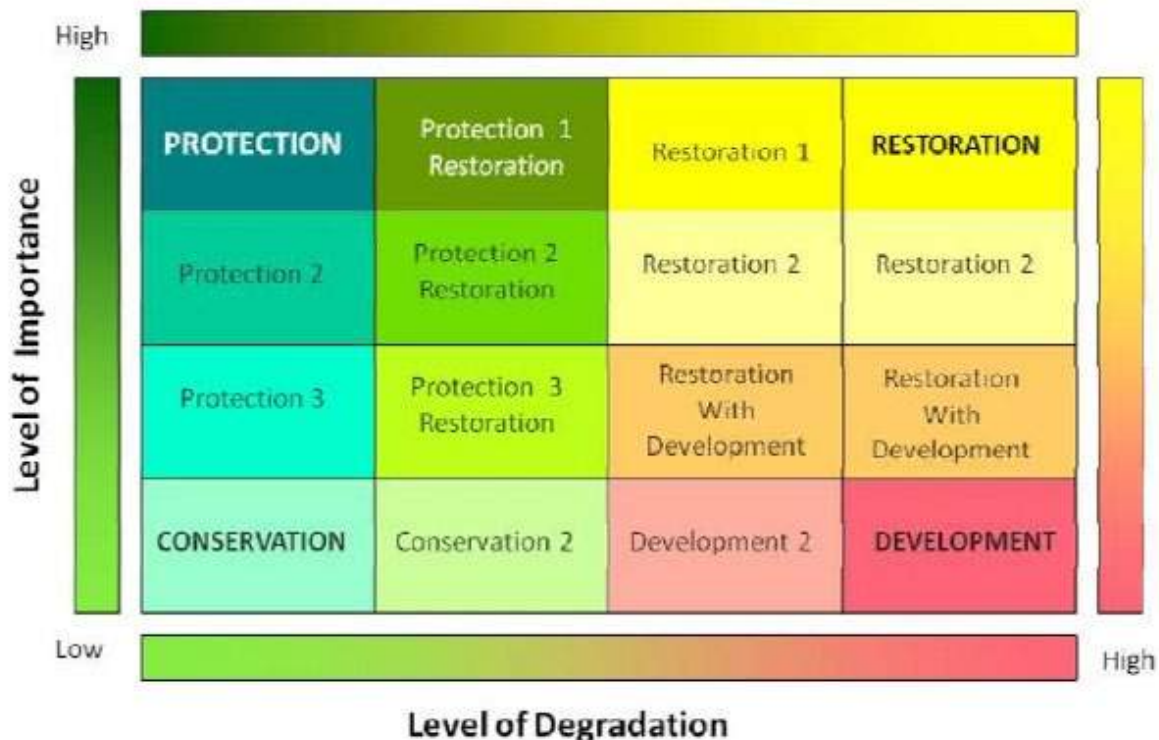 High
PROTECTION
Protection 1
Restoration
Restoration 1
RESTORATION
Protection 2
Protection 2
Restoration
Restoration 2
Restoration 2
Protection 3
Protection 3
Restoration
Restoration
With
Development
Restoration
With
Development
CONSERVATION
Conservation 2
Development 2
DEVELOPMENT
Level of Importance
Low
High
Level of Degradation